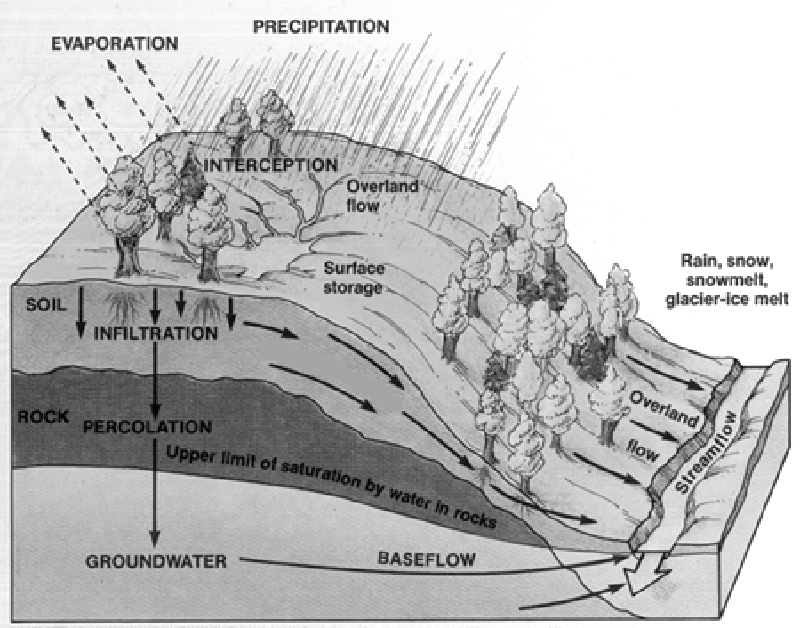 PRECIPITATION
EVAPORATION
INTERCEPTION
Overland
flow
Surface
storage
Rain, snow,
snowmelt,
glacier-ice melt
SOIL
INFILTRATION
ROCK
PERCOLATION
Upper limit of saturation by water in rocks
Overland
flow
Streamflow
GROUNDWATER
BASEFLOW